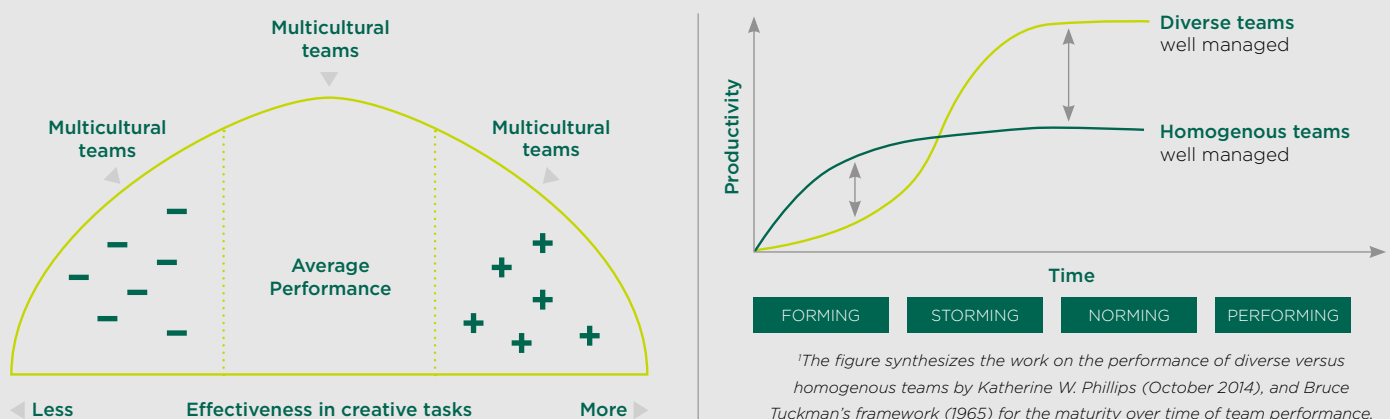 Multicultural
teams
Multicultural
teams
Multicultural
teams
Average
Performance
Less
Effectiveness in creative tasks
More
Diverse teams
well managed
Homogenous teams
well managed
Productivity
Time
FORMING
STORMING
NORMING
PERFORMING
¹The figure synthesizes the work on the performance of diverse versus
homogenous teams by Katherine W. Phillips (October 2014), and Bruce
Tuckman's framework (1965) for the maturity over time of team performance.